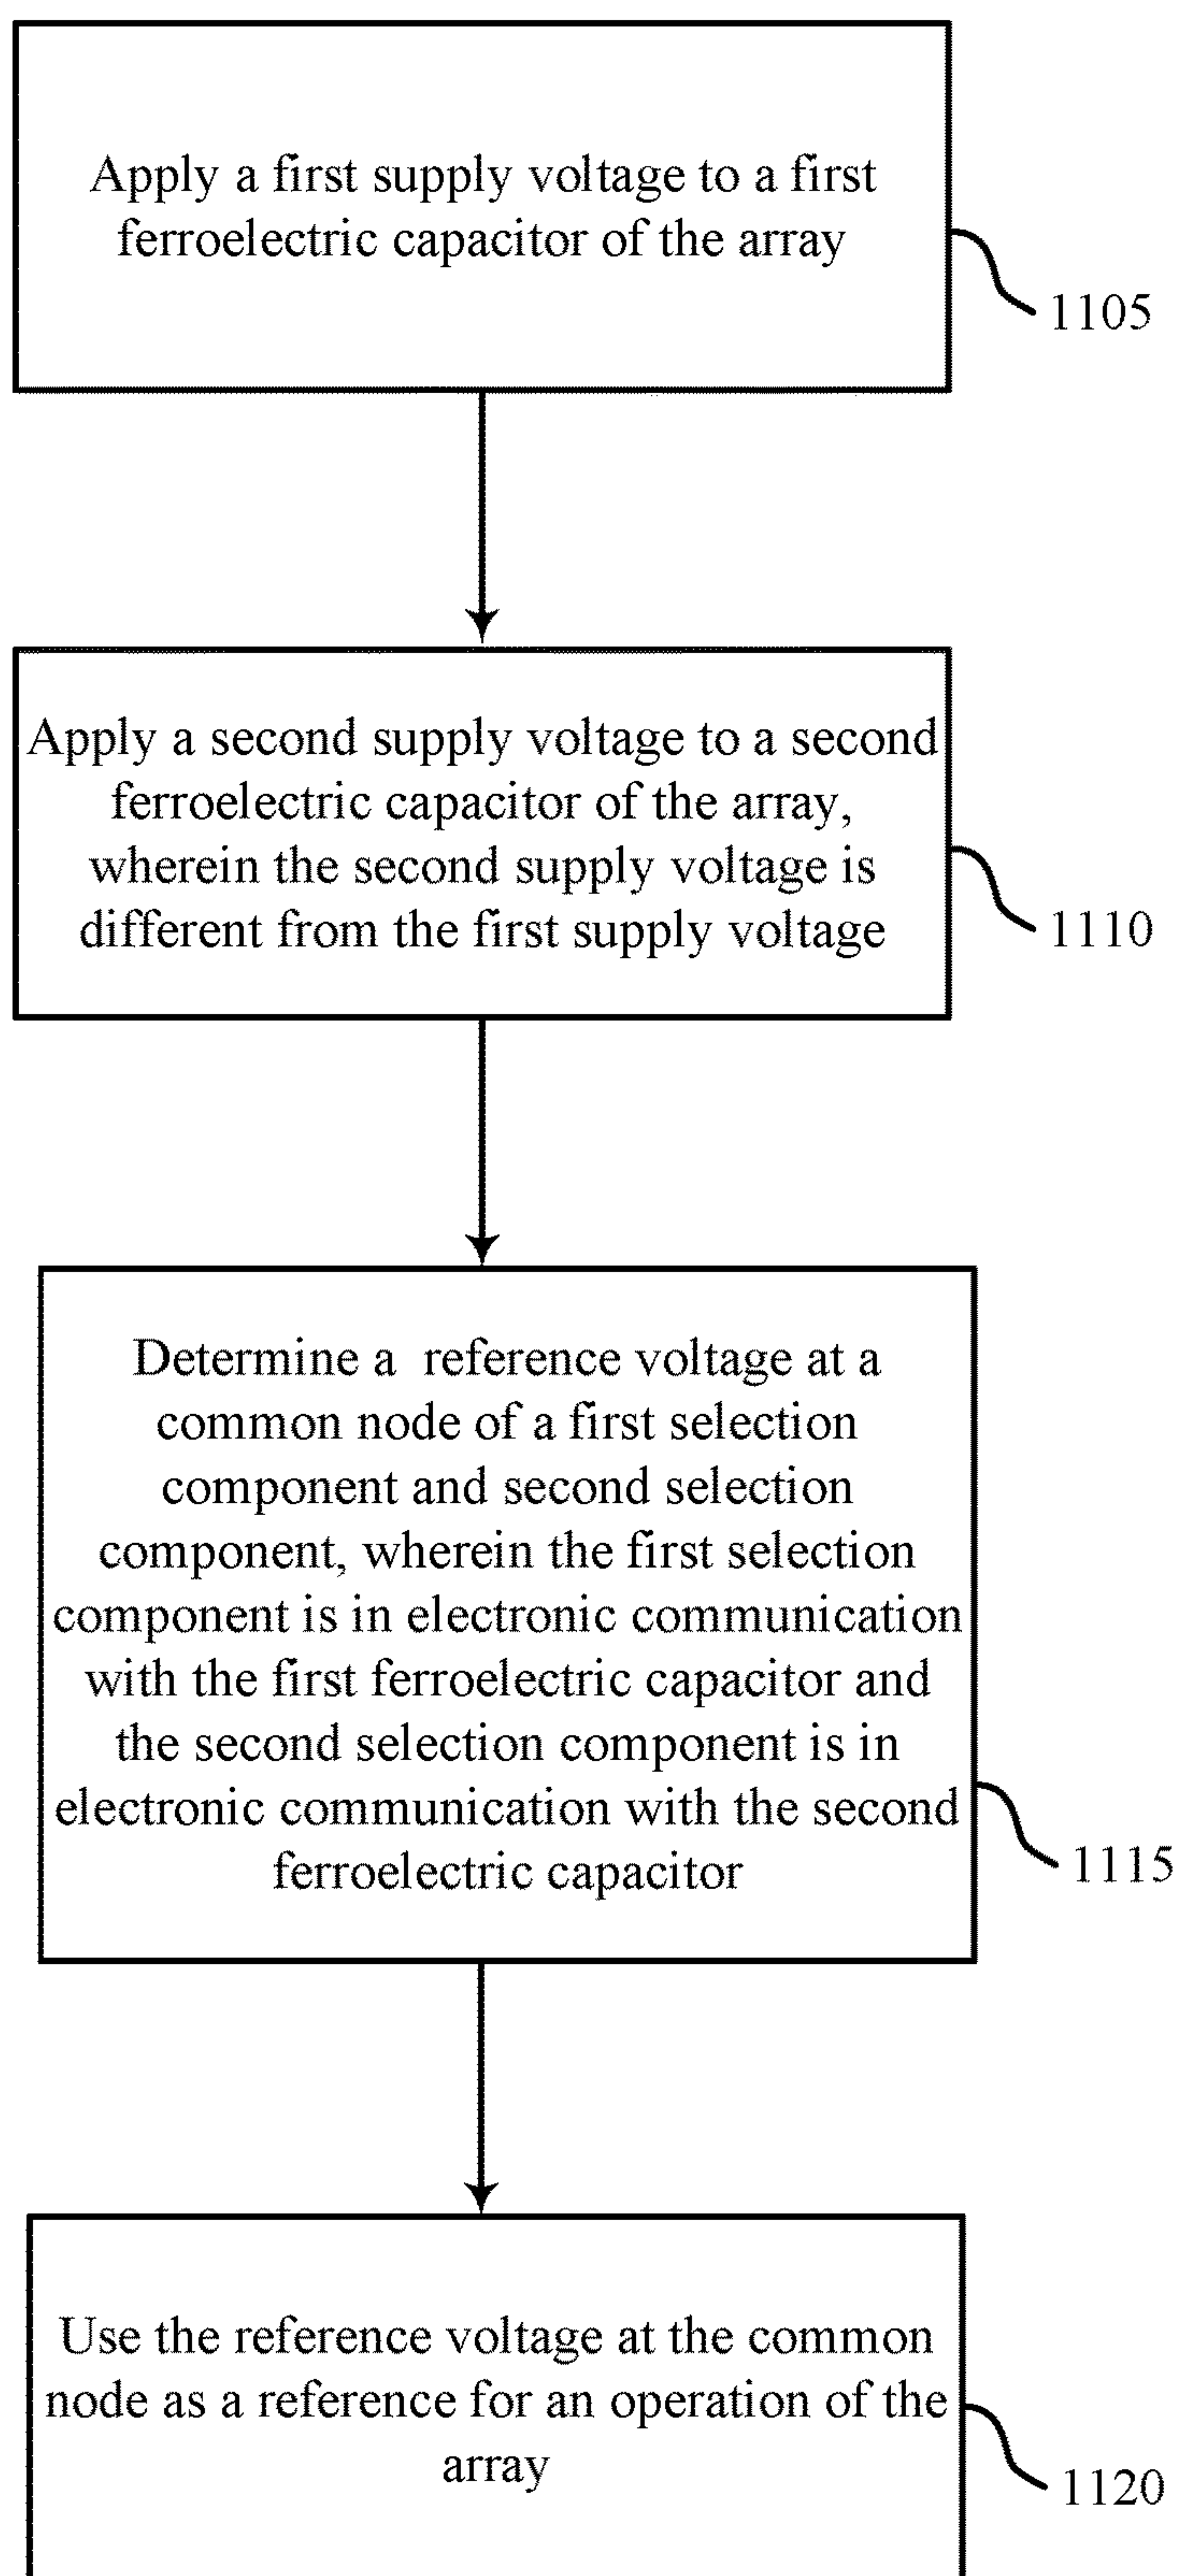 Apply a first supply voltage to a first
ferroelectric capacitor of the array
1105
Apply a second supply voltage to a second
ferroelectric capacitor of the array,
wherein the second supply voltage is
different from the first supply voltage
1110
Determine a  reference voltage at a
common node of a first selection
component and second selection
component, wherein the first selection
component is in electronic communication
with the first ferroelectric capacitor and
the second selection component is in
electronic communication with the second
ferroelectric capacitor
1115
Use the reference voltage at the common
node as a reference for an operation of the
array
1120